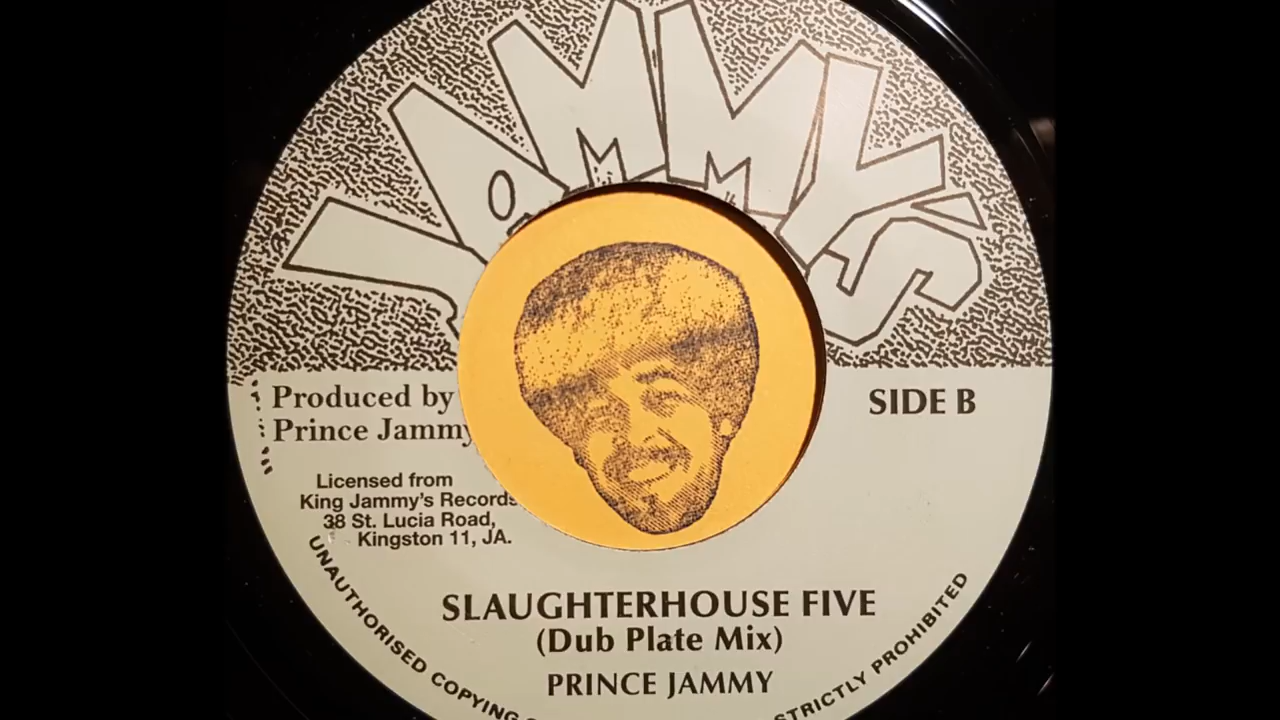 JAMMY'S
Produced by
Prince Jammy
SIDE B
Licensed from
King Jammy's Records
38 St. Lucia Road,
Kingston 11, JA.
SLAUGHTERHOUSE FIVE
(Dub Plate Mix)
PRINCE JAMMY
UNAUTHORISED COPYING
STRICTLY PROHIBITED